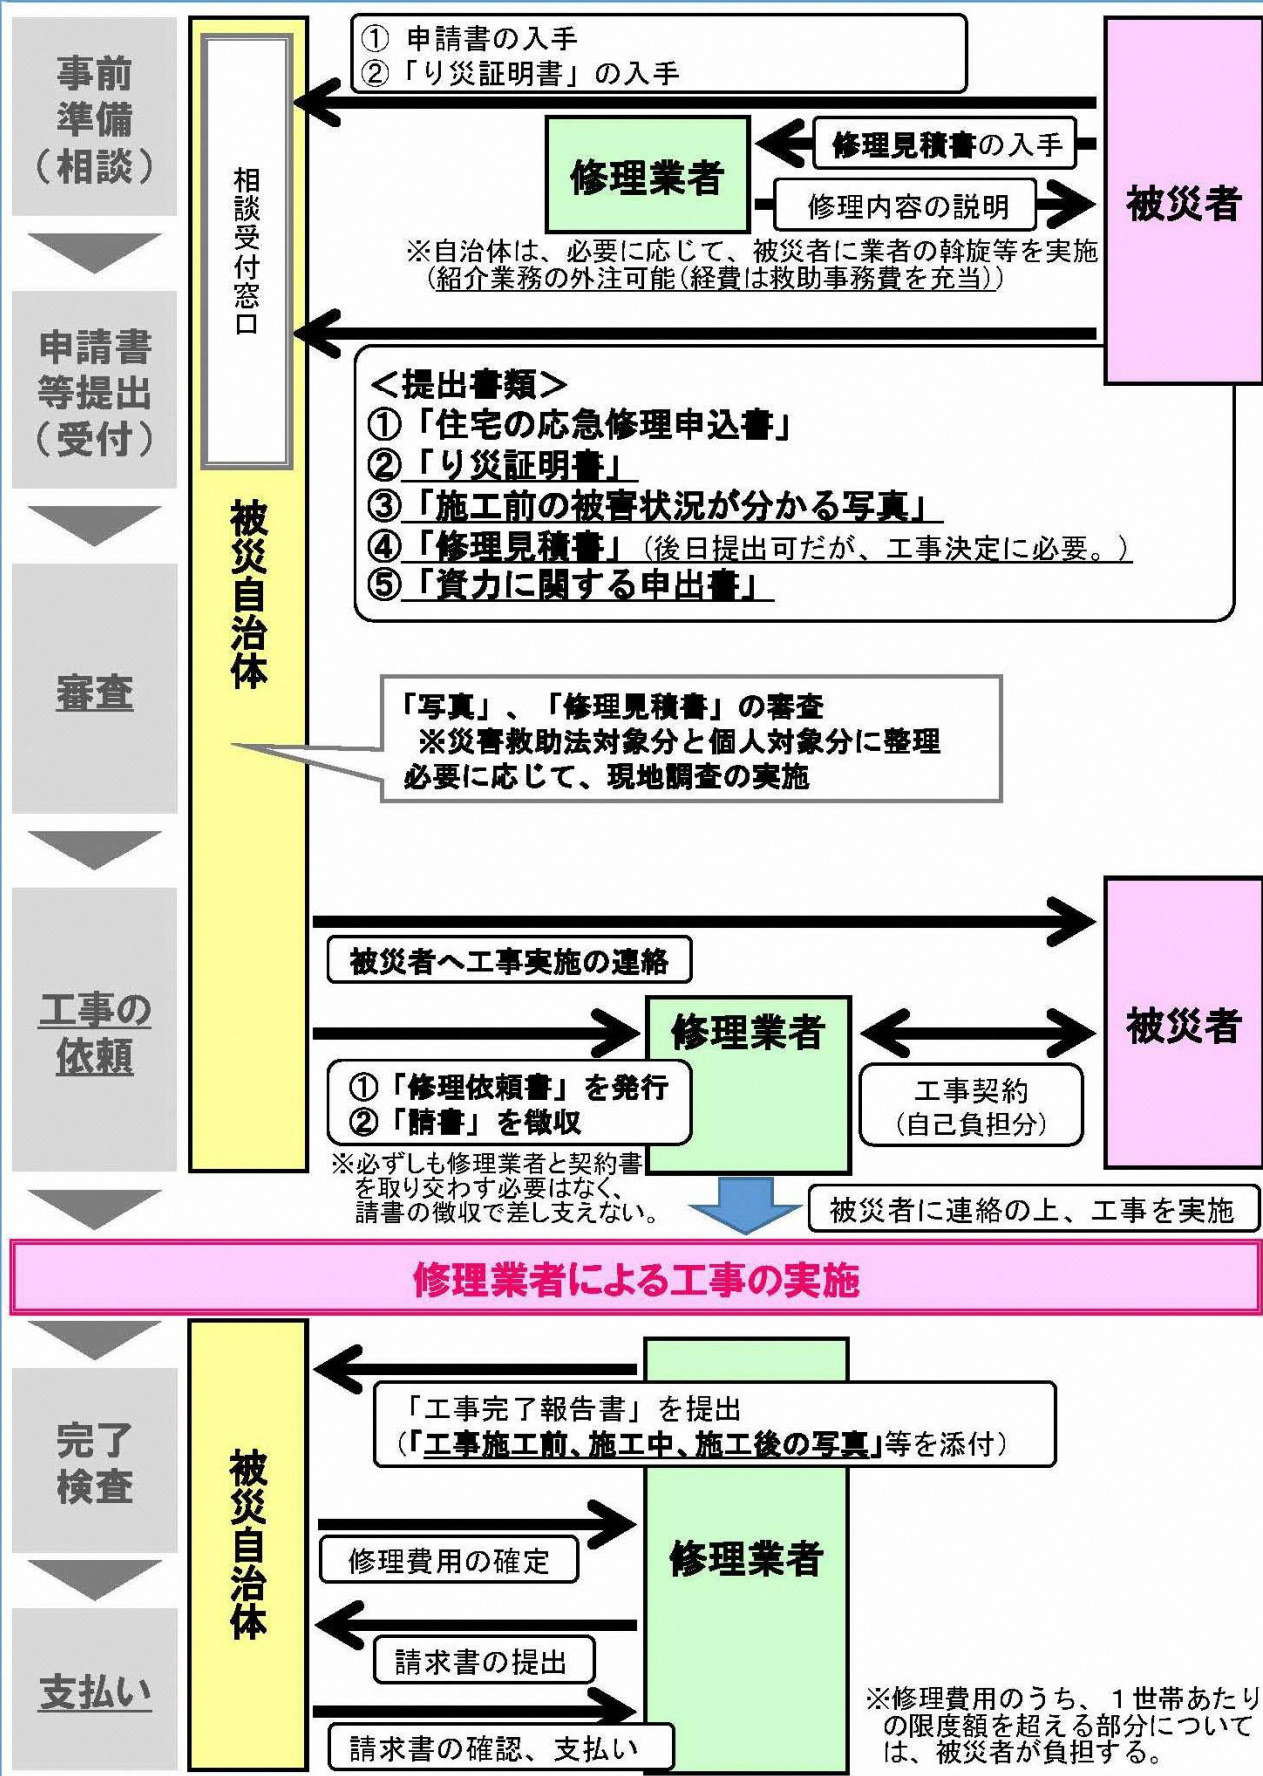 事前
準備
（相談）
申請書
等提出
（受付）
審査
工事の
依頼
相談受付窓口
被災自治体
① 申請書の入手
②「り災証明書」の入手
修理業者
修理見積書の入手
修理内容の説明
被災者
※自治体は、必要に応じて、被災者に業者の斡旋等を実施
（紹介業務の外注可能（経費は救助事務費を充当））
＜提出書類＞
①「住宅の応急修理申込書」
②「り災証明書」
③「施工前の被害状況が分かる写真」
④「修理見積書」（後日提出可だが、工事決定に必要。）
⑤「資力に関する申出書」
「写真」、「修理見積書」の審査
※災害救助法対象分と個人対象分に整理
必要に応じて、現地調査の実施
被災者へ工事実施の連絡
修理業者
被災者
①「修理依頼書」を発行
②「請書」を徴収
工事契約
（自己負担分）
※必ずしも修理業者と契約書
を取り交わす必要はなく、
請書の徴収で差し支えない。
被災者に連絡の上、工事を実施
修理業者による工事の実施
完了
検査
支払い
被災自治体
「工事完了報告書」を提出
（「工事施工前、施工中、施工後の写真」等を添付）
修理費用の確定
修理業者
請求書の提出
請求書の確認、支払い
※修理費用のうち、１世帯あたり
の限度額を超える部分について
は、被災者が負担する。